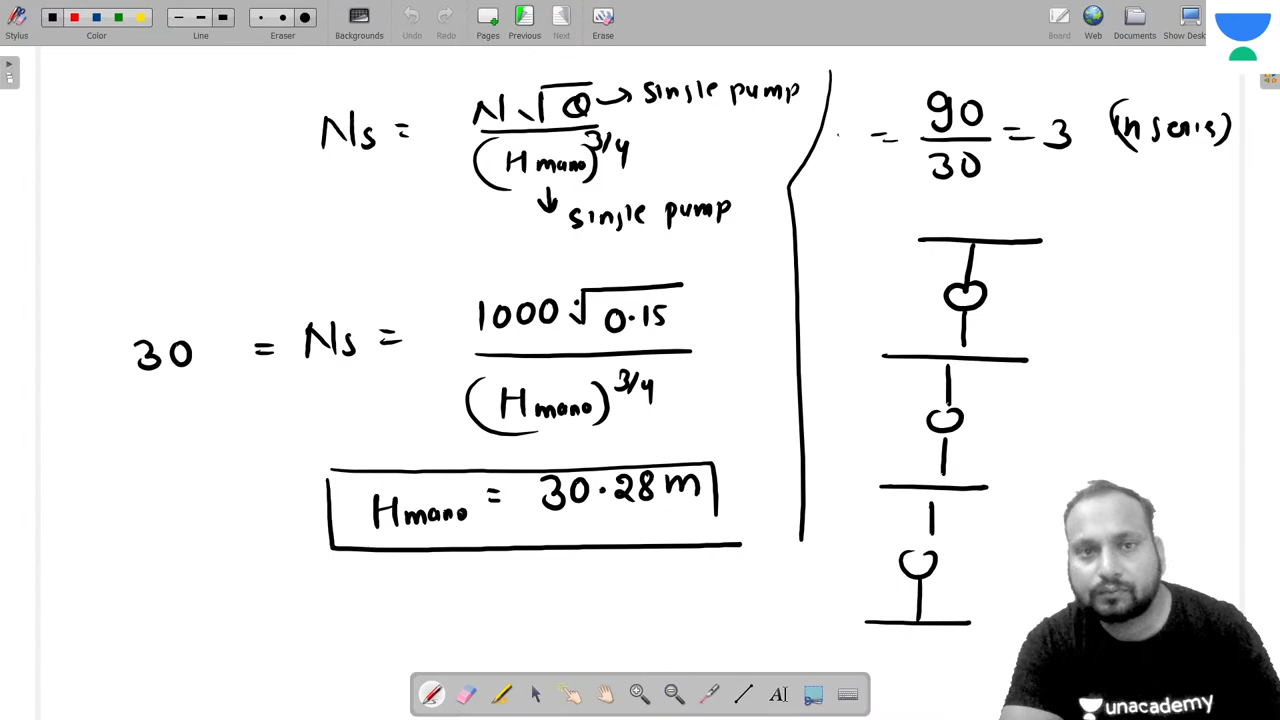 Stylus Color Line Eraser Backgrounds Undo Redo Pages Previous Next Erase Board Web Documents Show Desk
Ns = N√Q → single pump
(Hmano)^3/4
↓ single pump
30 = Ns = 1000 √0.15
(Hmano)^3/4
Hmano = 30.28 m
= 90/30 = 3 (n series)
AI
unacademy